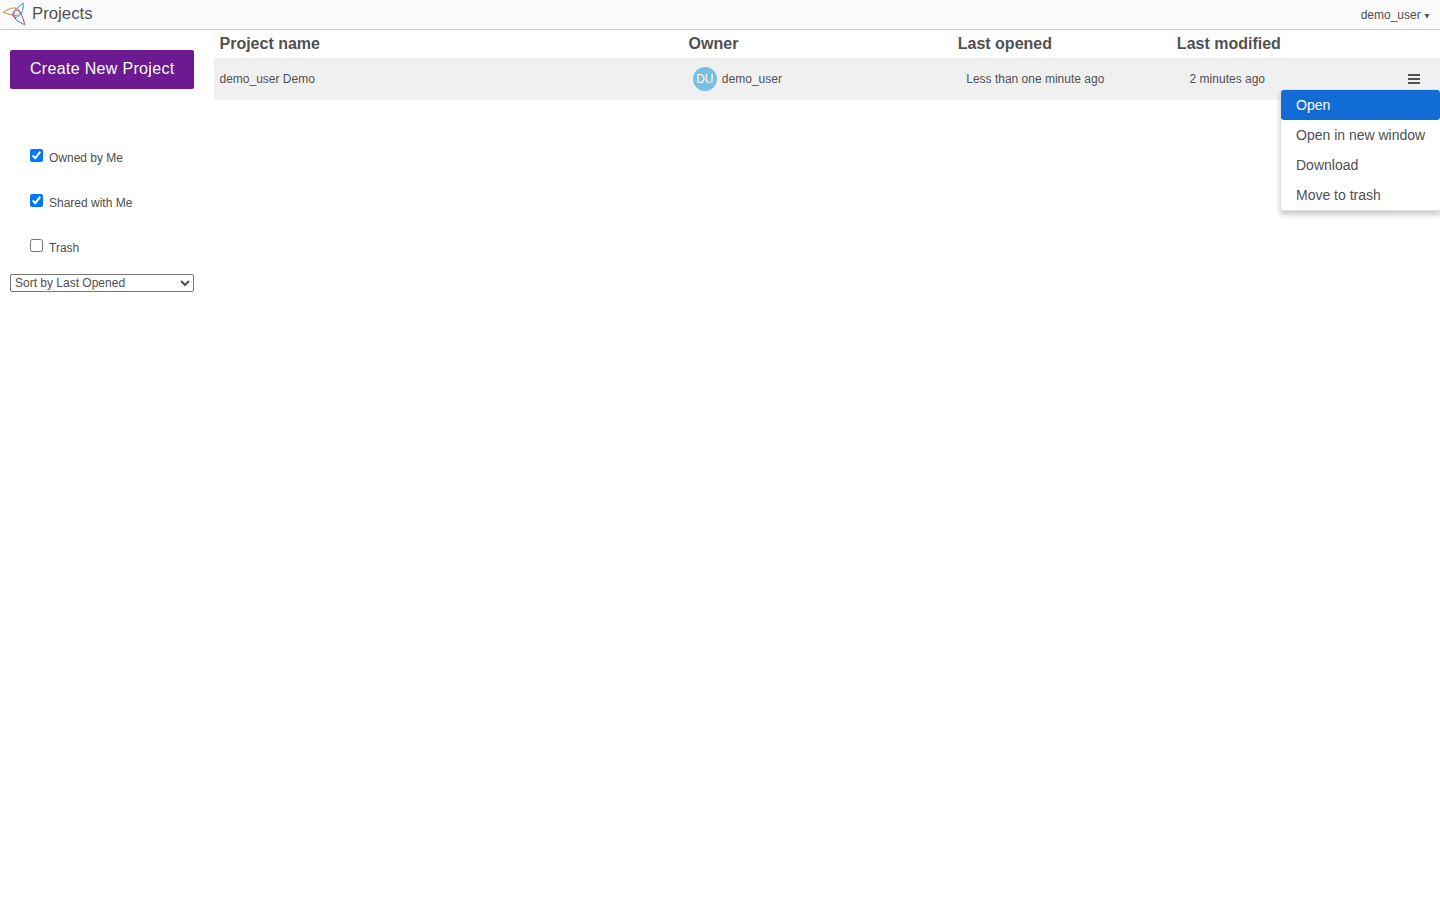 Projects
demo_user ▾
Create New Project
Project name Owner Last opened Last modified
demo_user Demo DU demo_user Less than one minute ago 2 minutes ago
Open
Open in new window
Download
Move to trash
Owned by Me
Shared with Me
Trash
Sort by Last Opened